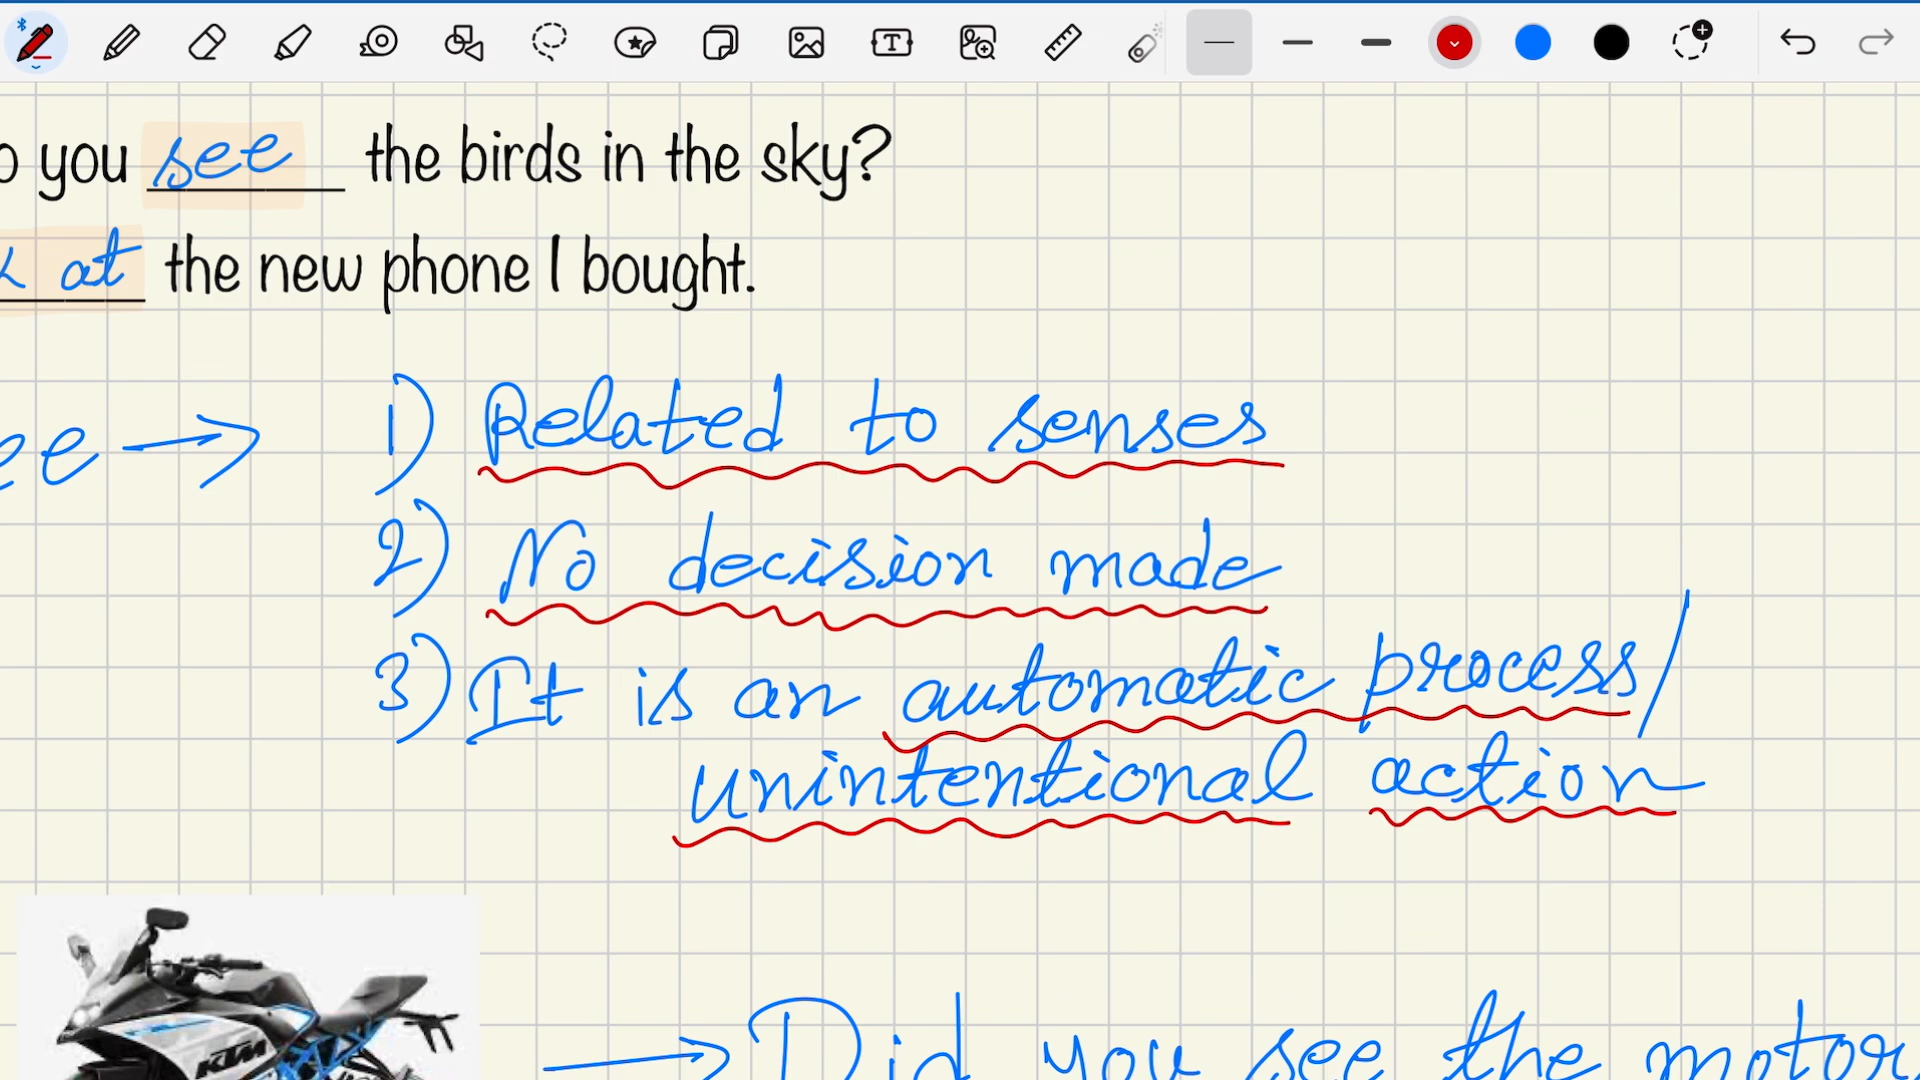 o you see the birds in the sky?
at the new phone I bought.
ee → 1) Related to senses
2) No decision made
3) It is an automatic process/
unintentional action
KTM
→ Did you see the motor